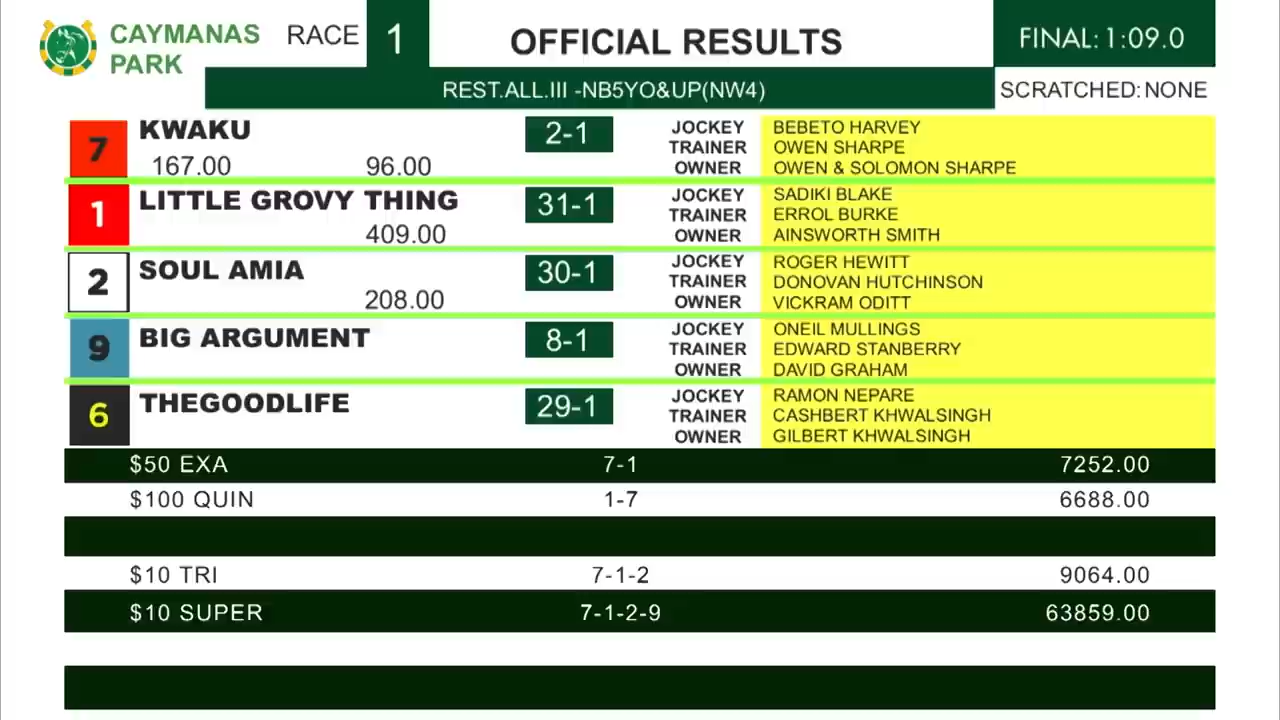 CAYMANAS PARK
RACE 1
OFFICIAL RESULTS
FINAL: 1:09.0
REST.ALL.III -NB5YO&UP(NW4)
SCRATCHED: NONE
7 KWAKU 2-1 JOCKEY BEBETO HARVEY
TRAINER OWEN SHARPE
167.00 96.00 OWNER OWEN & SOLOMON SHARPE
1 LITTLE GROVY THING 31-1 JOCKEY SADIKI BLAKE
TRAINER ERROL BURKE
409.00 OWNER AINSWORTH SMITH
2 SOUL AMIA 30-1 JOCKEY ROGER HEWITT
TRAINER DONOVAN HUTCHINSON
208.00 OWNER VICKRAM ODITT
9 BIG ARGUMENT 8-1 JOCKEY ONEIL MULLINGS
TRAINER EDWARD STANBERRY
OWNER DAVID GRAHAM
6 THEGOODLIFE 29-1 JOCKEY RAMON NEPARE
TRAINER CASHBERT KHWALSINGH
OWNER GILBERT KHWALSINGH
$50 EXA 7-1 7252.00
$100 QUIN 1-7 6688.00
$10 TRI 7-1-2 9064.00
$10 SUPER 7-1-2-9 63859.00